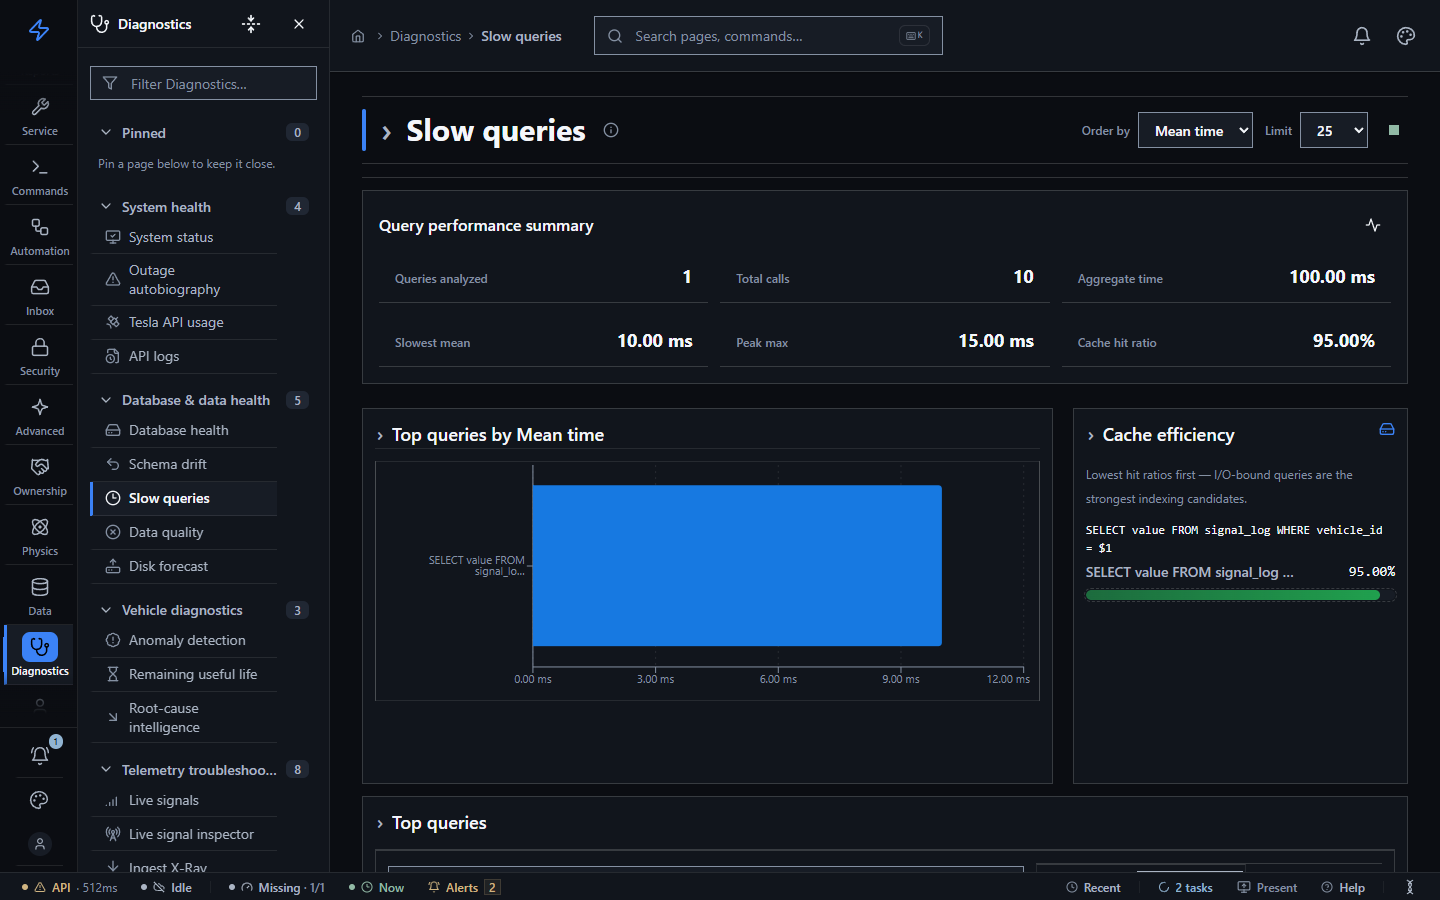 Diagnostics
Diagnostics
Slow queries
Search pages, commands...
K
Filter Diagnostics...
Service
Commands
Automation
Inbox
Security
Advanced
Ownership
Physics
Data
Diagnostics
1
Pinned
0
Pin a page below to keep it close.
System health
4
System status
Outage
autobiography
Tesla API usage
API logs
Database & data health
5
Database health
Schema drift
Slow queries
Data quality
Disk forecast
Vehicle diagnostics
3
Anomaly detection
Remaining useful life
Root-cause
intelligence
Telemetry troubleshoo...
8
Live signals
Live signal inspector
Ingest X-Ray
Slow queries
Order by
Mean time
Limit
25
Query performance summary
Queries analyzed
1
Total calls
10
Aggregate time
100.00 ms
Slowest mean
10.00 ms
Peak max
15.00 ms
Cache hit ratio
95.00%
Top queries by Mean time
SELECT value FROM
signal_lo...
0.00 ms
3.00 ms
6.00 ms
9.00 ms
12.00 ms
Cache efficiency
Lowest hit ratios first — I/O-bound queries are the
strongest indexing candidates.
SELECT value FROM signal_log WHERE vehicle_id
= $1
SELECT value FROM signal_log ...
95.00%
Top queries
API · 512ms
Idle
Missing · 1/1
Now
Alerts
2
Recent
2 tasks
Present
Help